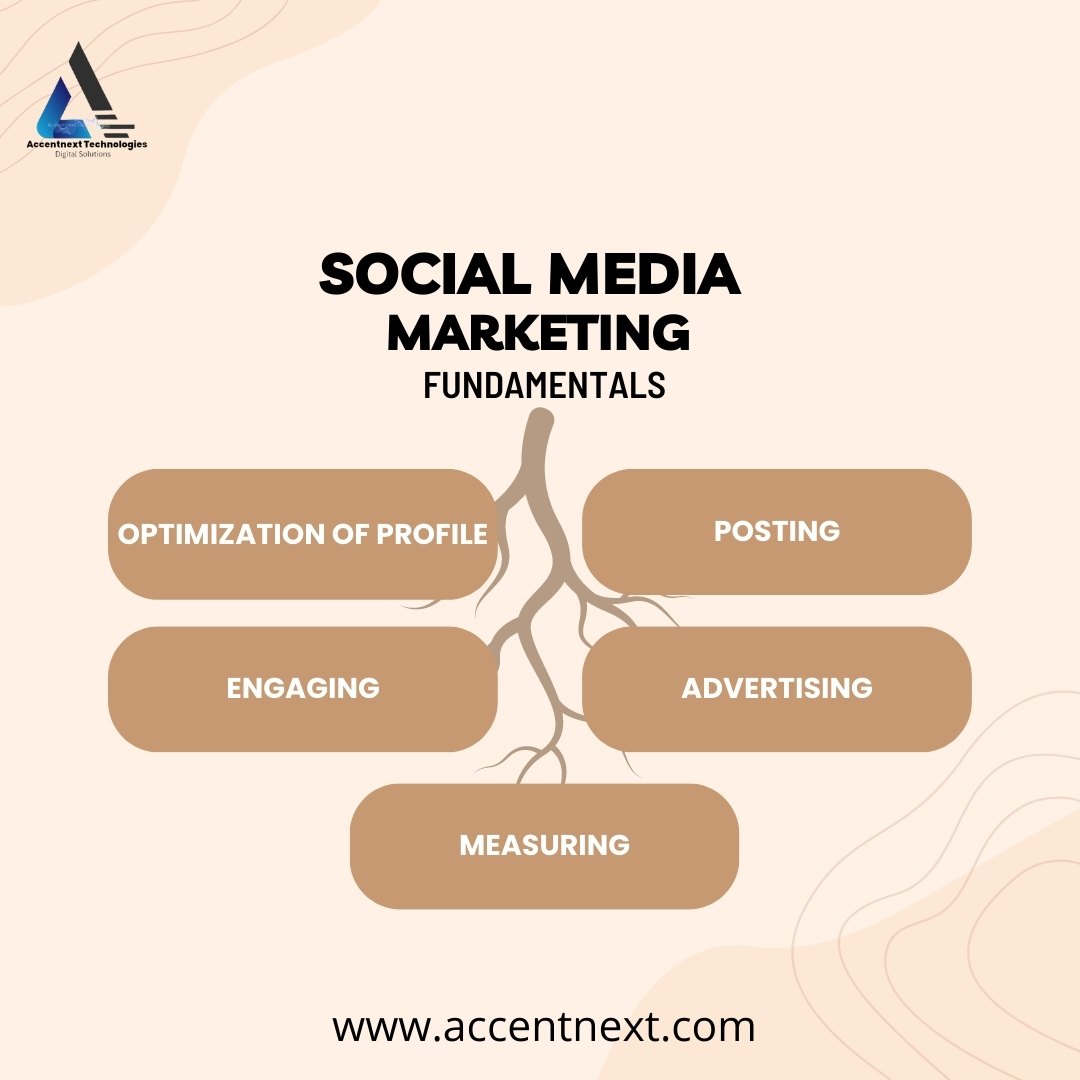 Accentnext Technologies
Digital Solutions
SOCIAL MEDIA
MARKETING
FUNDAMENTALS
OPTIMIZATION OF PROFILE
POSTING
ENGAGING
ADVERTISING
MEASURING
www.accentnext.com